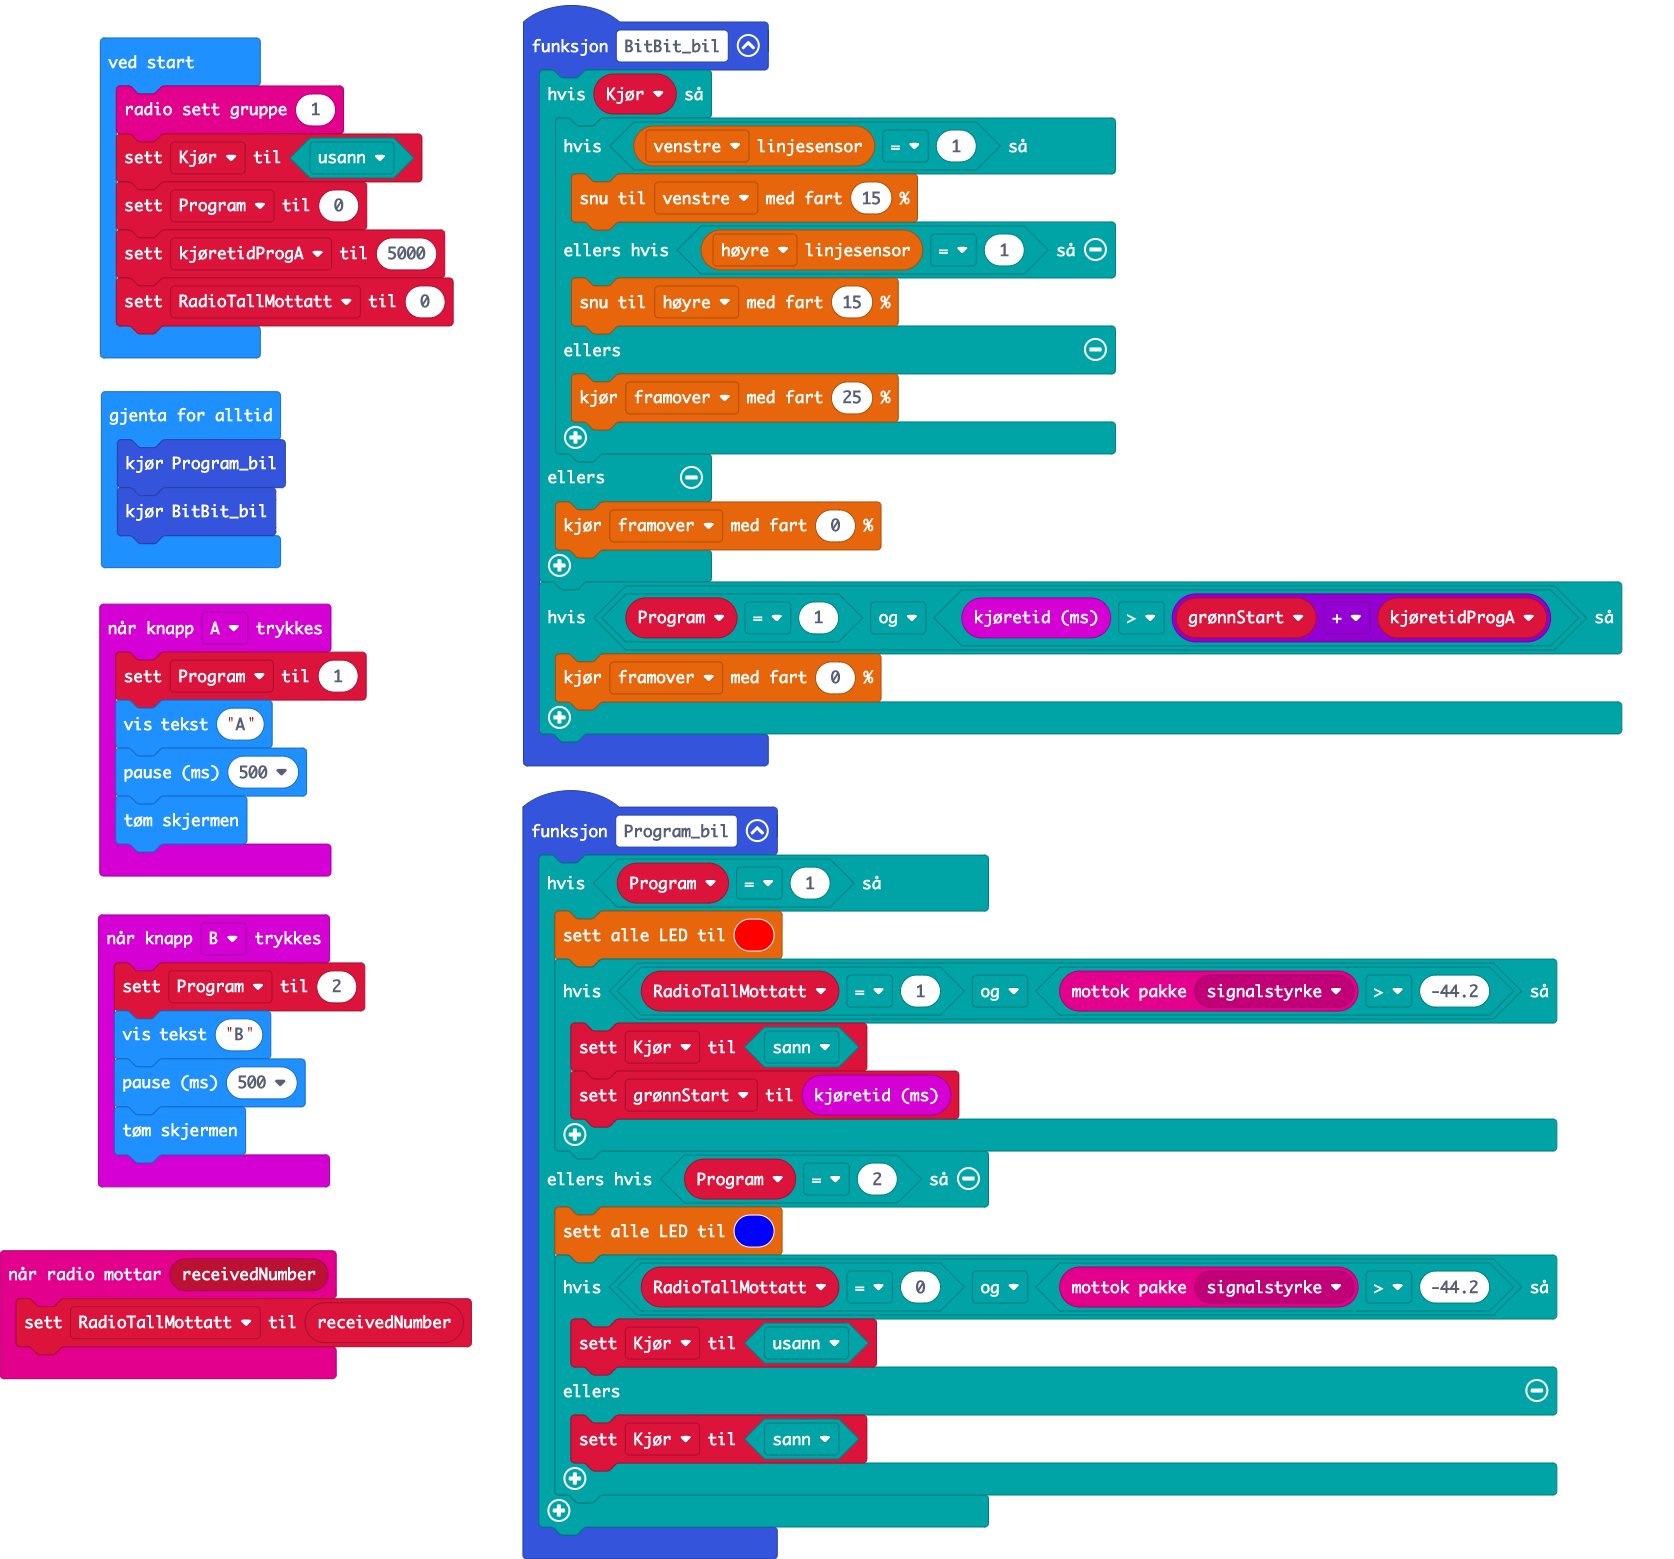 ved start
radio sett gruppe 1
sett Kjør til usann
sett Program til 0
sett kjøretidProgA til 5000
sett RadioTallMottatt til 0
gjenta for alltid
kjør Program_bil
kjør BitBit_bil
når knapp A trykkes
sett Program til 1
vis tekst "A"
pause (ms) 500
tøm skjermen
når knapp B trykkes
sett Program til 2
vis tekst "B"
pause (ms) 500
tøm skjermen
når radio mottar receivedNumber
sett RadioTallMottatt til receivedNumber
funksjon BitBit_bil
hvis Kjør så
hvis venstre linjesensor = 1 så
snu til venstre med fart 15 %
ellers hvis høyre linjesensor = 1 så
snu til høyre med fart 15 %
ellers
kjør framover med fart 25 %
ellers
kjør framover med fart 0 %
hvis Program = 1 og kjøretid (ms) > grønnStart + kjøretidProgA så
kjør framover med fart 0 %
funksjon Program_bil
hvis Program = 1 så
sett alle LED til
hvis RadioTallMottatt = 1 og mottok pakke signalstyrke > -44.2 så
sett Kjør til sann
sett grønnStart til kjøretid (ms)
ellers hvis Program = 2 så
sett alle LED til
hvis RadioTallMottatt = 0 og mottok pakke signalstyrke > -44.2 så
sett Kjør til usann
ellers
sett Kjør til sann